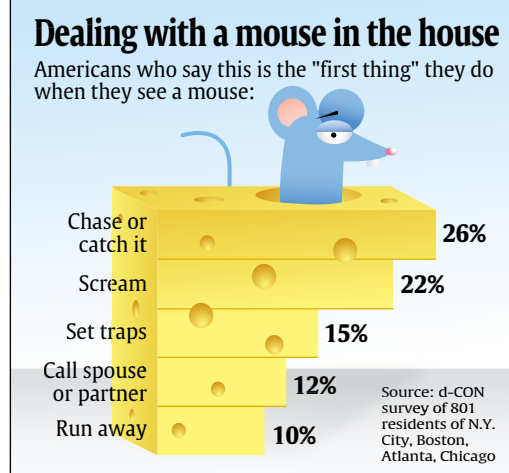 Dealing with a mouse in the house
Americans who say this is the "first thing" they do
when they see a mouse:
Chase or
catch it
26%
Scream
22%
Set traps
15%
Call spouse
or partner
12%
Run away
10%
Source: d-CON
survey of 801
residents of N.Y.
City, Boston,
Atlanta, Chicago